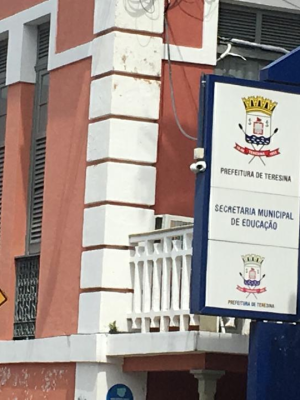 PREFEITURA DE TERESINA
SECRETARIA MUNICIPAL
DE EDUCAÇÃO
PREFEITURA DE TERESINA